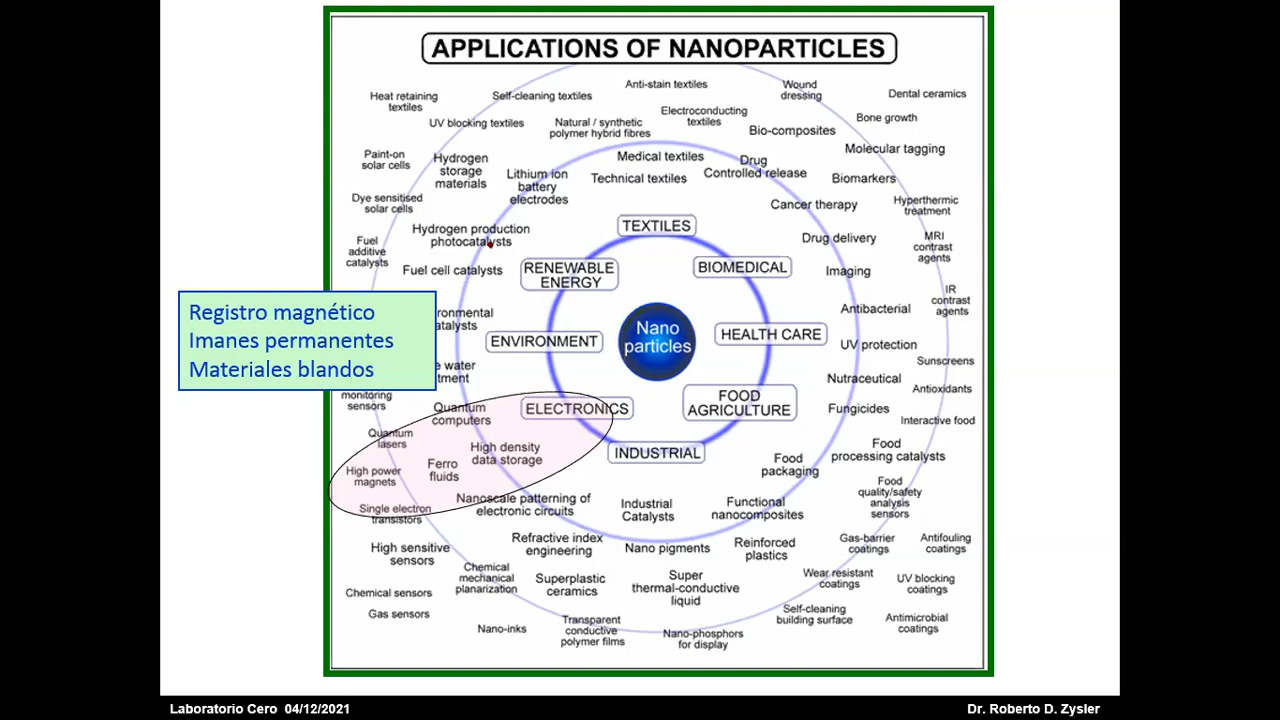 APPLICATIONS OF NANOPARTICLES
Heat retaining
textiles
Self-cleaning textiles
Anti-stain textiles
Wound
dressing
Dental ceramics
UV blocking textiles
Natural / synthetic
polymer hybrid fibres
Electroconducting
textiles
Bio-composites
Bone growth
Molecular tagging
Paint-on
solar cells
Hydrogen
storage
materials
Lithium ion
battery
electrodes
Medical textiles
Technical textiles
Drug
Controlled release
Biomarkers
Dye sensitised
solar cells
Cancer therapy
Hyperthermic
treatment
Hydrogen production
photocatalysts
TEXTILES
Drug delivery
MRI
contrast
agents
Fuel
additive
catalysts
Fuel cell catalysts
RENEWABLE
ENERGY
BIOMEDICAL
Imaging
IR
contrast
agents
Registro magnético
Imanes permanentes
Materiales blandos
ronmental
atalysts
ENVIRONMENT
Nano
particles
HEALTH CARE
Antibacterial
UV protection
Sunscreens
e water
tment
Nutraceutical
Antioxidants
monitoring
sensors
Quantum
computers
ELECTRONICS
FOOD
AGRICULTURE
Fungicides
Interactive food
Quantum
lasers
High density
data storage
INDUSTRIAL
Food
processing catalysts
High power
magnets
Ferro
fluids
Food
packaging
Food
quality/safety
analysis
sensors
Single electron
transistors
Nanoscale patterning of
electronic circuits
Industrial
Catalysts
Functional
nanocomposites
High sensitive
sensors
Refractive index
engineering
Nano pigments
Reinforced
plastics
Gas-barrier
coatings
Antifouling
coatings
Chemical sensors
Chemical
mechanical
planarization
Superplastic
ceramics
Super
thermal-conductive
liquid
Wear resistant
coatings
UV blocking
coatings
Gas sensors
Nano-inks
Transparent
conductive
polymer films
Nano-phosphors
for display
Self-cleaning
building surface
Antimicrobial
coatings
Laboratorio Cero 04/12/2021
Dr. Roberto D. Zysler